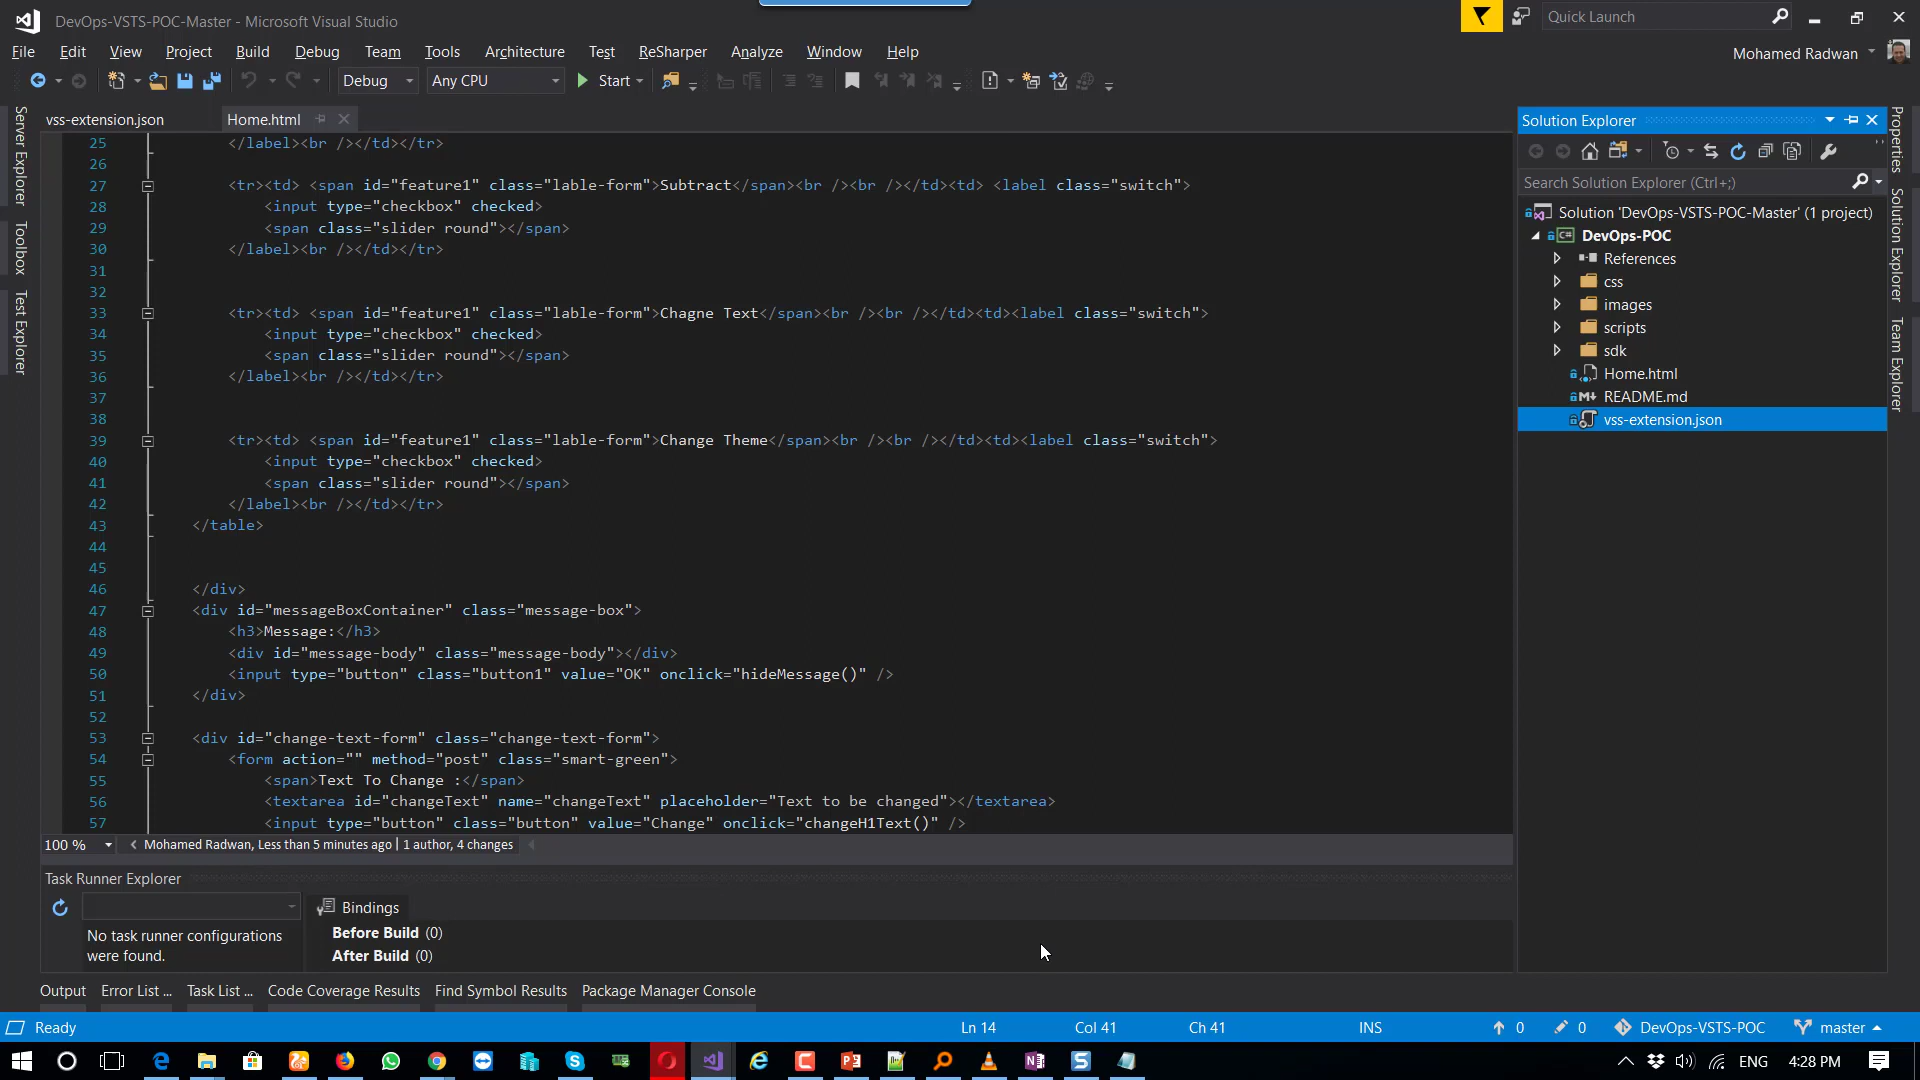 DevOps-VSTS-POC-Master - Microsoft Visual Studio
Quick Launch
File Edit View Project Build Debug Team Tools Architecture Test ReSharper Analyze Window Help
Mohamed Radwan
Debug Any CPU Start
Server Explorer
Toolbox
Test Explorer
vss-extension.json Home.html
25 </label><br /></td></tr>
26
27 <tr><td> <span id="feature1" class="lable-form">Subtract</span><br /><br /></td><td> <label class="switch">
28 <input type="checkbox" checked>
29 <span class="slider round"></span>
30 </label><br /></td></tr>
31
32
33 <tr><td> <span id="feature1" class="lable-form">Chagne Text</span><br /><br /></td><td><label class="switch">
34 <input type="checkbox" checked>
35 <span class="slider round"></span>
36 </label><br /></td></tr>
37
38
39 <tr><td> <span id="feature1" class="lable-form">Change Theme</span><br /><br /></td><td><label class="switch">
40 <input type="checkbox" checked>
41 <span class="slider round"></span>
42 </label><br /></td></tr>
43 </table>
44
45
46 </div>
47 <div id="messageBoxContainer" class="message-box">
48 <h3>Message:</h3>
49 <div id="message-body" class="message-body"></div>
50 <input type="button" class="button1" value="OK" onclick="hideMessage()" />
51 </div>
52
53 <div id="change-text-form" class="change-text-form">
54 <form action="" method="post" class="smart-green">
55 <span>Text To Change :</span>
56 <textarea id="changeText" name="changeText" placeholder="Text to be changed"></textarea>
57 <input type="button" class="button" value="Change" onclick="changeH1Text()" />
100 % Mohamed Radwan, Less than 5 minutes ago | 1 author, 4 changes
Solution Explorer
Search Solution Explorer (Ctrl+;)
Solution 'DevOps-VSTS-POC-Master' (1 project)
DevOps-POC
References
css
images
scripts
sdk
Home.html
README.md
vss-extension.json
Properties
Solution Explorer
Team Explorer
Task Runner Explorer
No task runner configurations
were found.
Bindings
Before Build (0)
After Build (0)
Output Error List ... Task List ... Code Coverage Results Find Symbol Results Package Manager Console
Ready Ln 14 Col 41 Ch 41 INS 0 0 DevOps-VSTS-POC master
ENG 4:28 PM